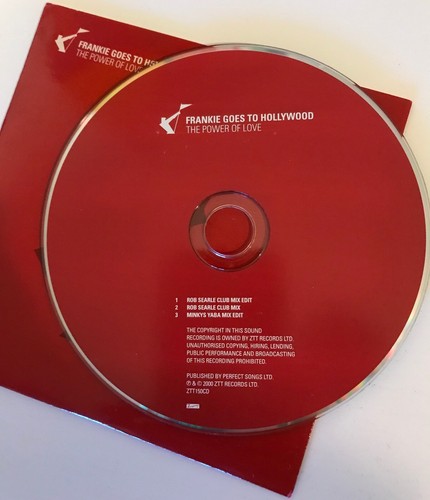 FRANKIE GOES TO
THE POWER OF LOVE
FRANKIE GOES TO HOLLYWOOD
THE POWER OF LOVE
1 ROB SEARLE CLUB MIX EDIT
2 ROB SEARLE CLUB MIX
3 MINKYS YABA MIX EDIT
THE COPYRIGHT IN THIS SOUND
RECORDING IS OWNED BY ZTT RECORDS LTD.
UNAUTHORISED COPYING, HIRING, LENDING,
PUBLIC PERFORMANCE AND BROADCASTING
OF THIS RECORDING PROHIBITED.
PUBLISHED BY PERFECT SONGS LTD.
℗ & © 2000 ZTT RECORDS LTD.
ZTT150CD